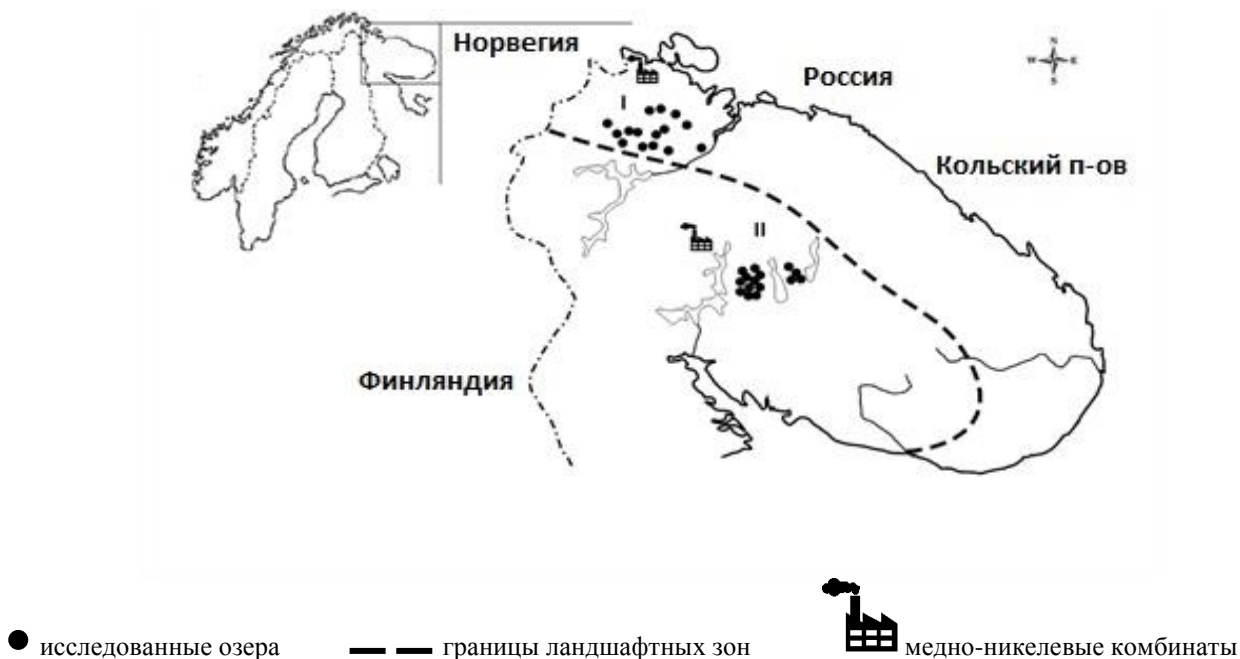 Норвегия
N
W E
S
Россия
I
Кольский п-ов
II
Финляндия
исследованные озера границы ландшафтных зон медно-никелевые комбинаты